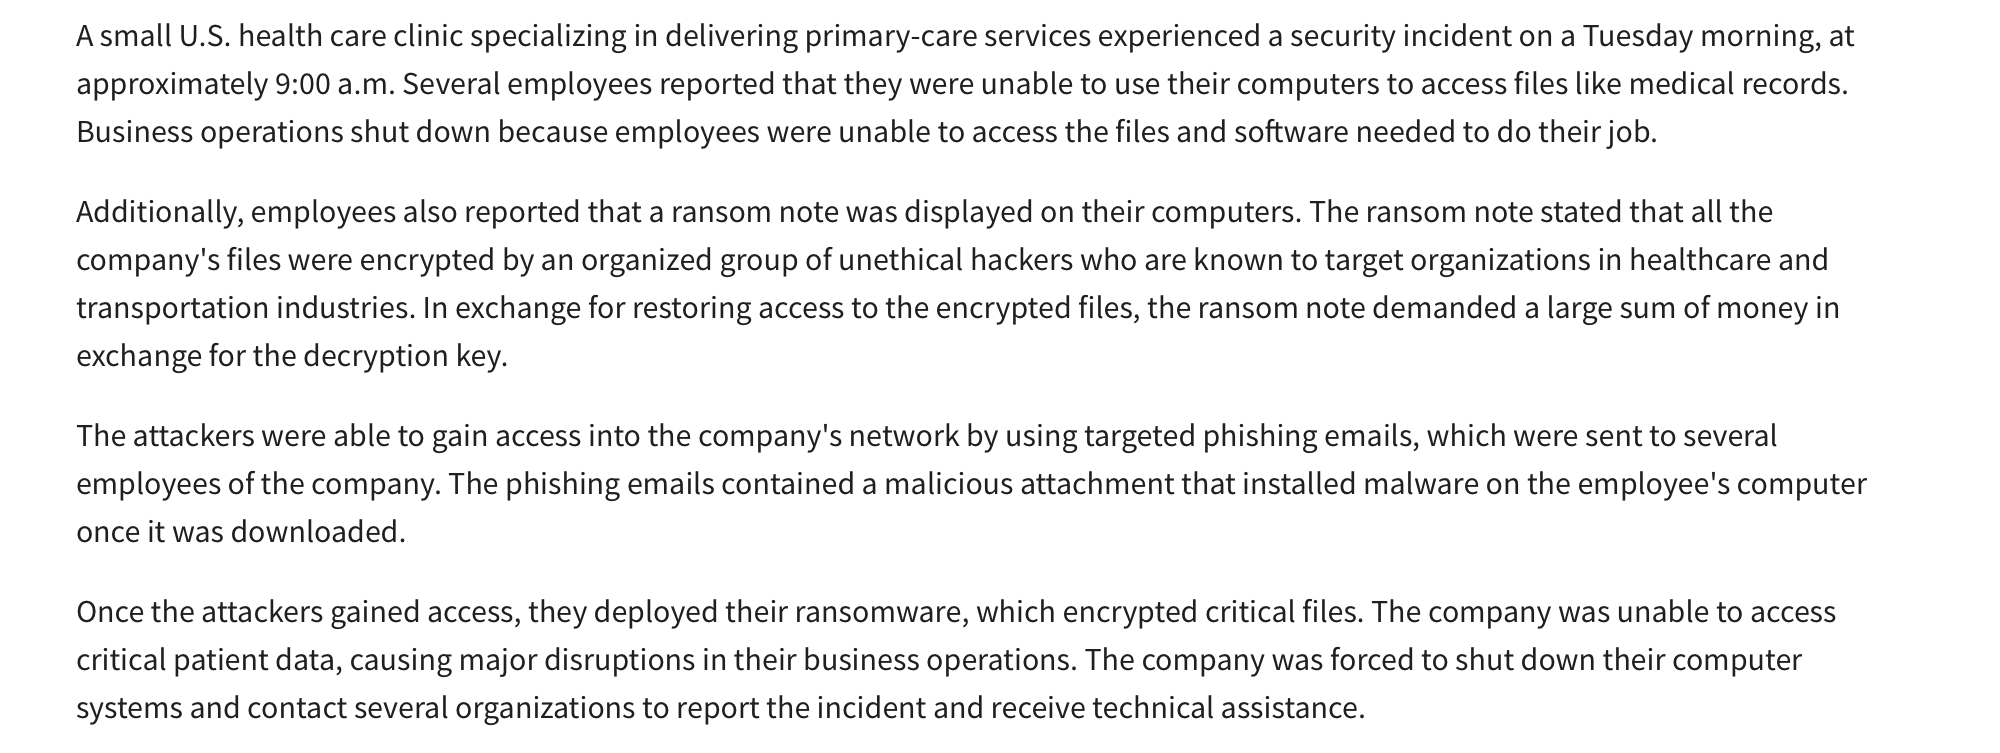 A small U.S. health care clinic specializing in delivering primary-care services experienced a security incident on a Tuesday morning, at
approximately 9:00 a.m. Several employees reported that they were unable to use their computers to access files like medical records.
Business operations shut down because employees were unable to access the files and software needed to do their job.
Additionally, employees also reported that a ransom note was displayed on their computers. The ransom note stated that all the
company's files were encrypted by an organized group of unethical hackers who are known to target organizations in healthcare and
transportation industries. In exchange for restoring access to the encrypted files, the ransom note demanded a large sum of money in
exchange for the decryption key.
The attackers were able to gain access into the company's network by using targeted phishing emails, which were sent to several
employees of the company. The phishing emails contained a malicious attachment that installed malware on the employee's computer
once it was downloaded.
Once the attackers gained access, they deployed their ransomware, which encrypted critical files. The company was unable to access
critical patient data, causing major disruptions in their business operations. The company was forced to shut down their computer
systems and contact several organizations to report the incident and receive technical assistance.